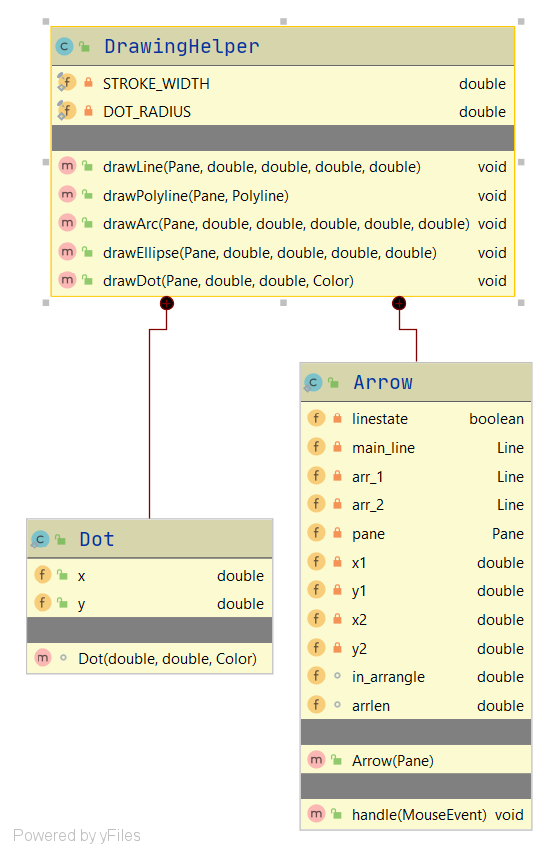 DrawingHelper
STROKE_WIDTH double
DOT_RADIUS double
drawLine(Pane, double, double, double, double) void
drawPolyline(Pane, Polyline) void
drawArc(Pane, double, double, double, double, double) void
drawEllipse(Pane, double, double, double, double) void
drawDot(Pane, double, double, Color) void
Dot
x double
y double
Dot(double, double, Color)
Arrow
linestate boolean
main_line Line
arr_1 Line
arr_2 Line
pane Pane
x1 double
y1 double
x2 double
y2 double
in_arrangle double
arrlen double
Arrow(Pane)
handle(MouseEvent) void
Powered by yFiles